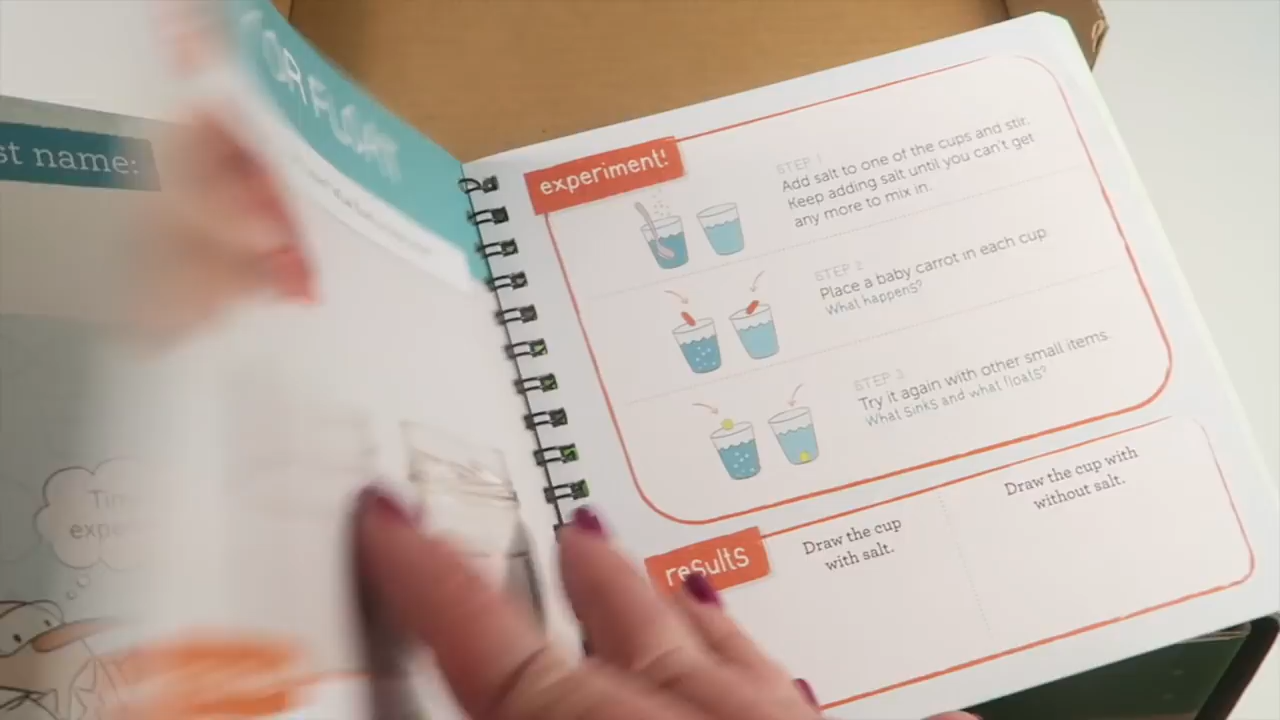 st name:
experiment!
STEP 1
Add salt to one of the cups and stir.
Keep adding salt until you can't get
any more to mix in.
STEP 2
Place a baby carrot in each cup
What happens?
STEP 3
Try it again with other small items.
What sinks and what floats?
results
Draw the cup
with salt.
Draw the cup with
without salt.